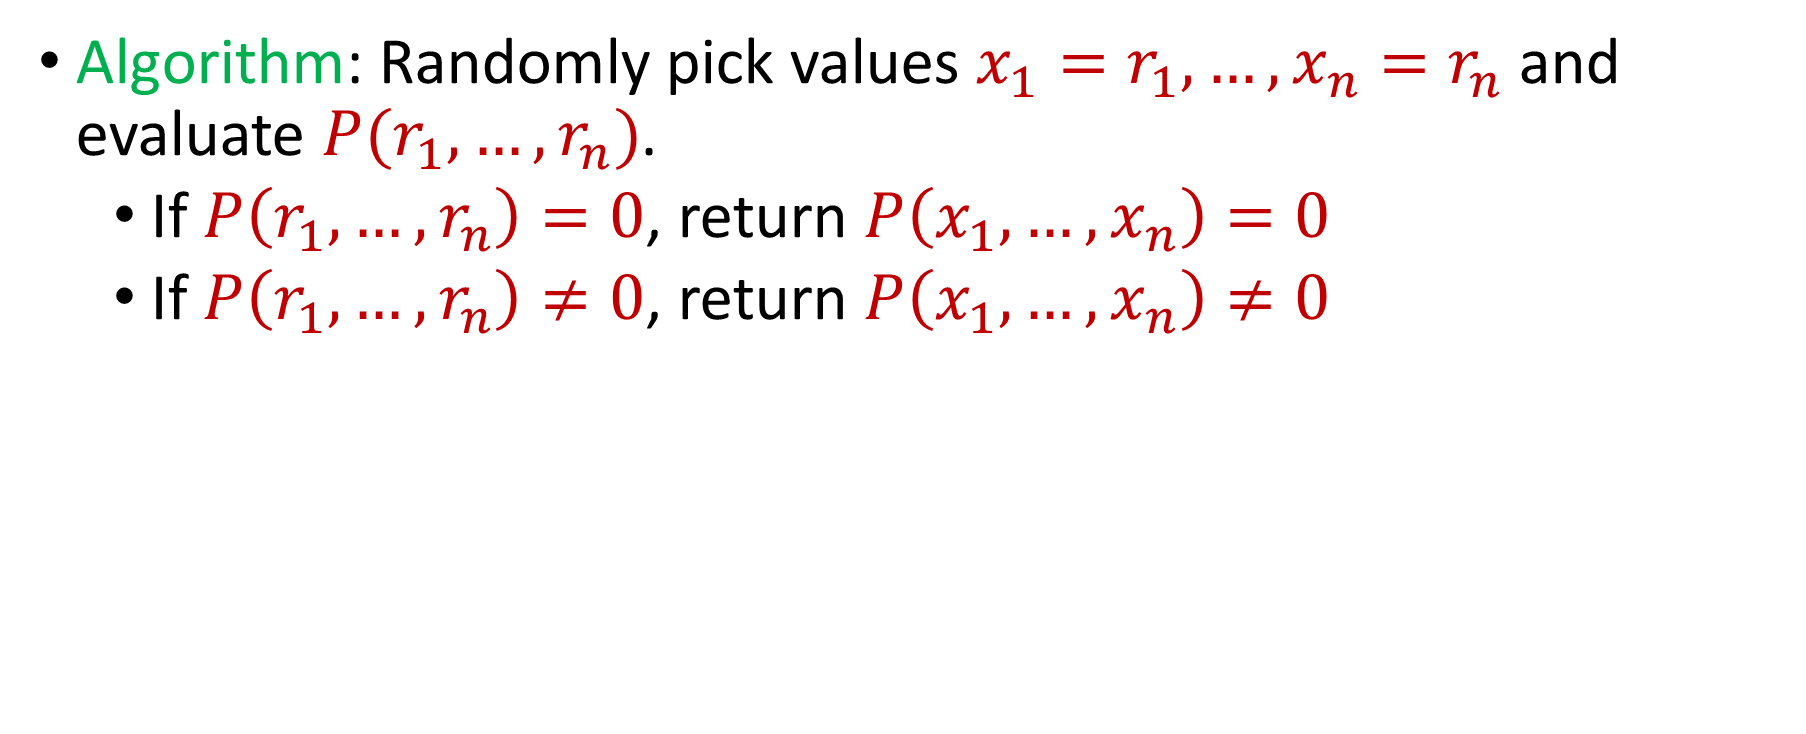 • Algorithm: Randomly pick values x₁ = r₁, … , xₙ = rₙ and
evaluate P(r₁, … , rₙ).
• If P(r₁, … , rₙ) = 0, return P(x₁, … , xₙ) = 0
• If P(r₁, … , rₙ) ≠ 0, return P(x₁, … , xₙ) ≠ 0